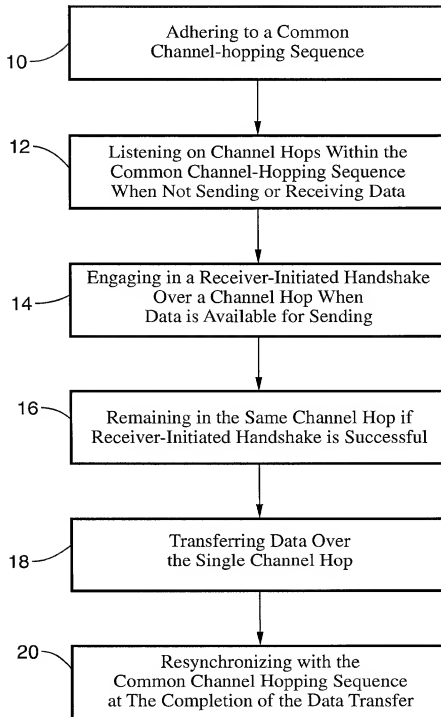 10
Adhering to a Common
Channel-hopping Sequence
12
Listening on Channel Hops Within the
Common Channel-Hopping Sequence
When Not Sending or Receiving Data
14
Engaging in a Receiver-Initiated Handshake
Over a Channel Hop When
Data is Available for Sending
16
Remaining in the Same Channel Hop if
Receiver-Initiated Handshake is Successful
18
Transferring Data Over
the Single Channel Hop
20
Resynchronizing with the
Common Channel Hopping Sequence
at The Completion of the Data Transfer